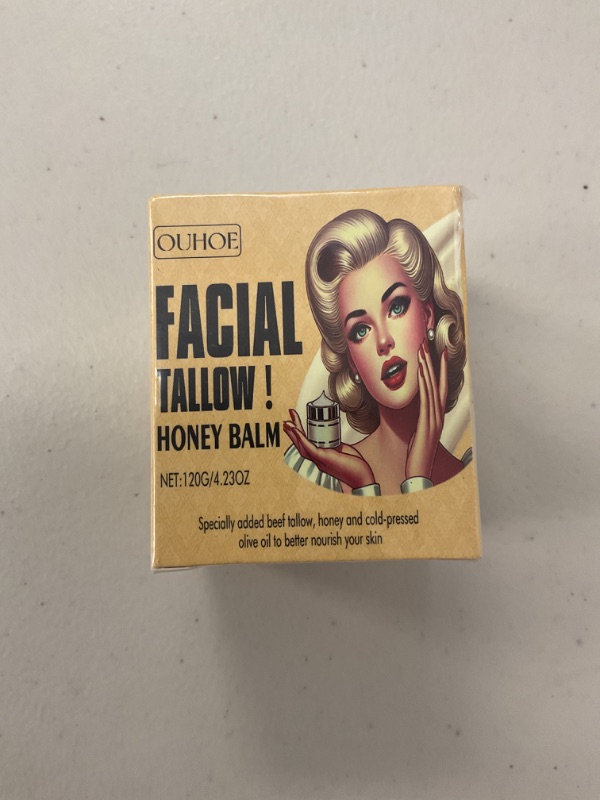 OUHOE
FACIAL
TALLOW !
HONEY BALM
NET:120G/4.23OZ
Specially added beef tallow, honey and cold-pressed
olive oil to better nourish your skin